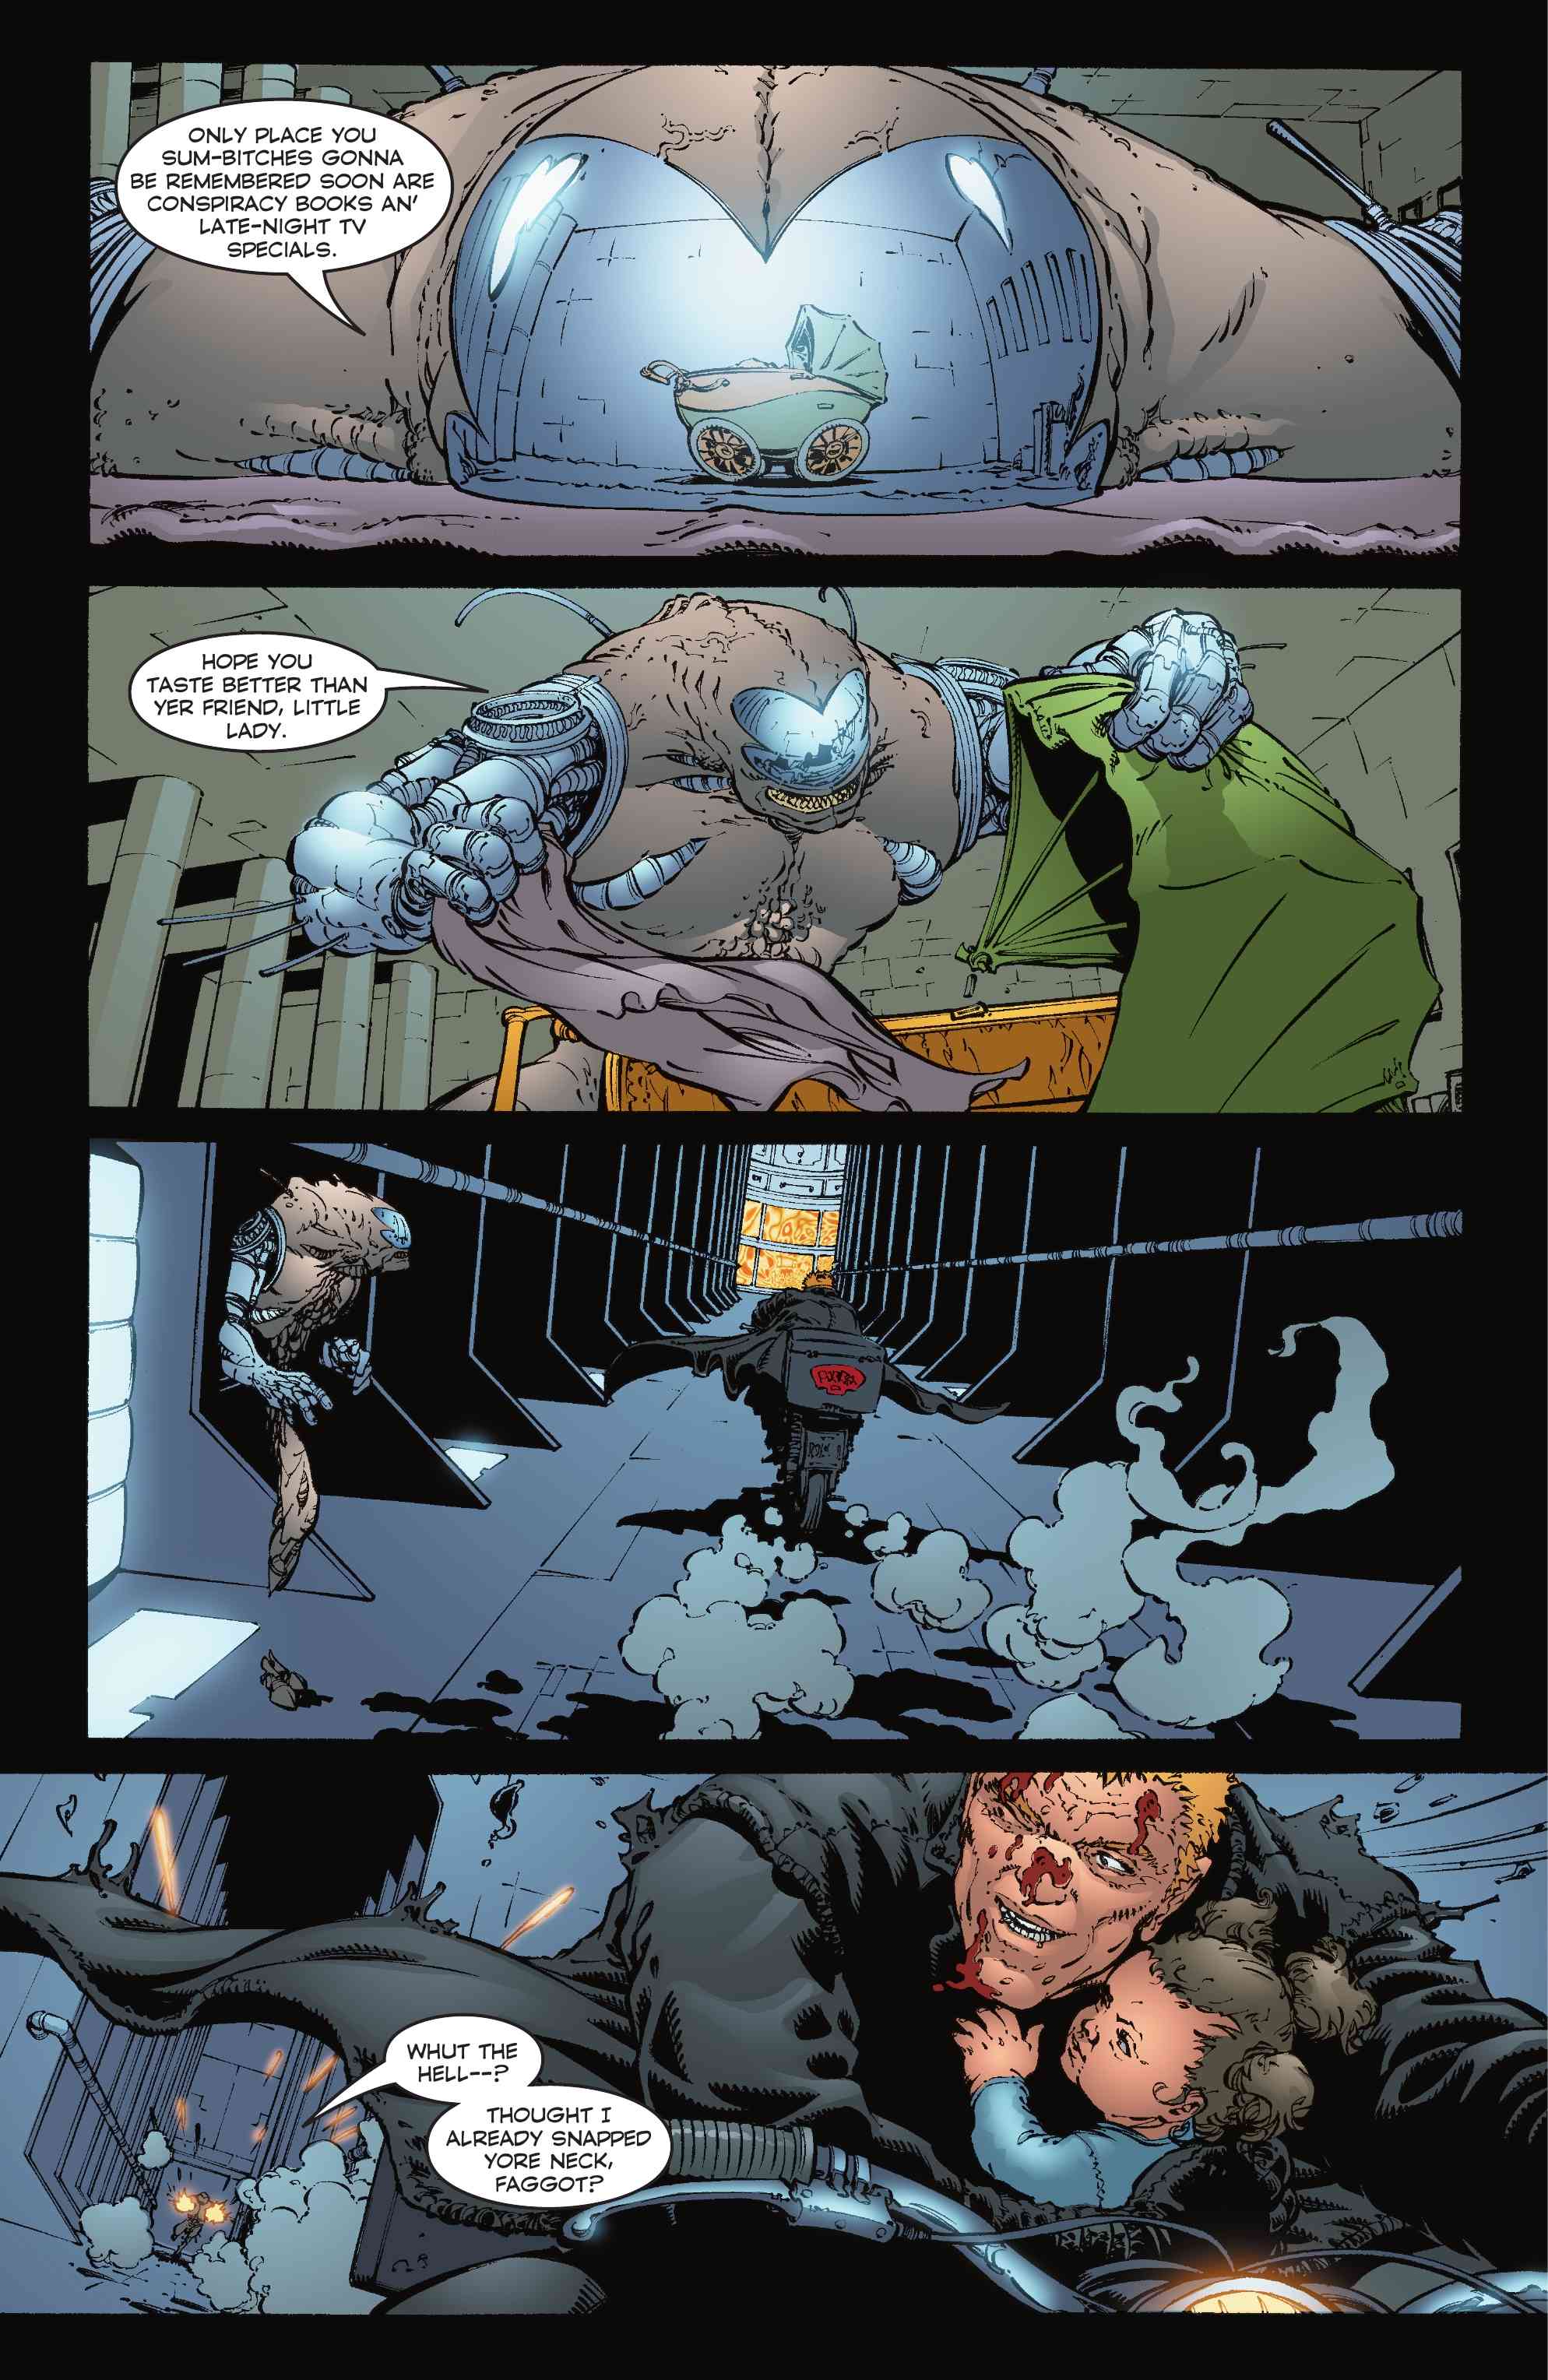 ONLY PLACE YOU
SUM-BITCHES GONNA
BE REMEMBERED SOON ARE
CONSPIRACY BOOKS AN'
LATE-NIGHT TV
SPECIALS.
HOPE YOU
TASTE BETTER THAN
YER FRIEND, LITTLE
LADY.
WHUT THE
HELL--?
THOUGHT I
ALREADY SNAPPED
YORE NECK,
FAGGOT?